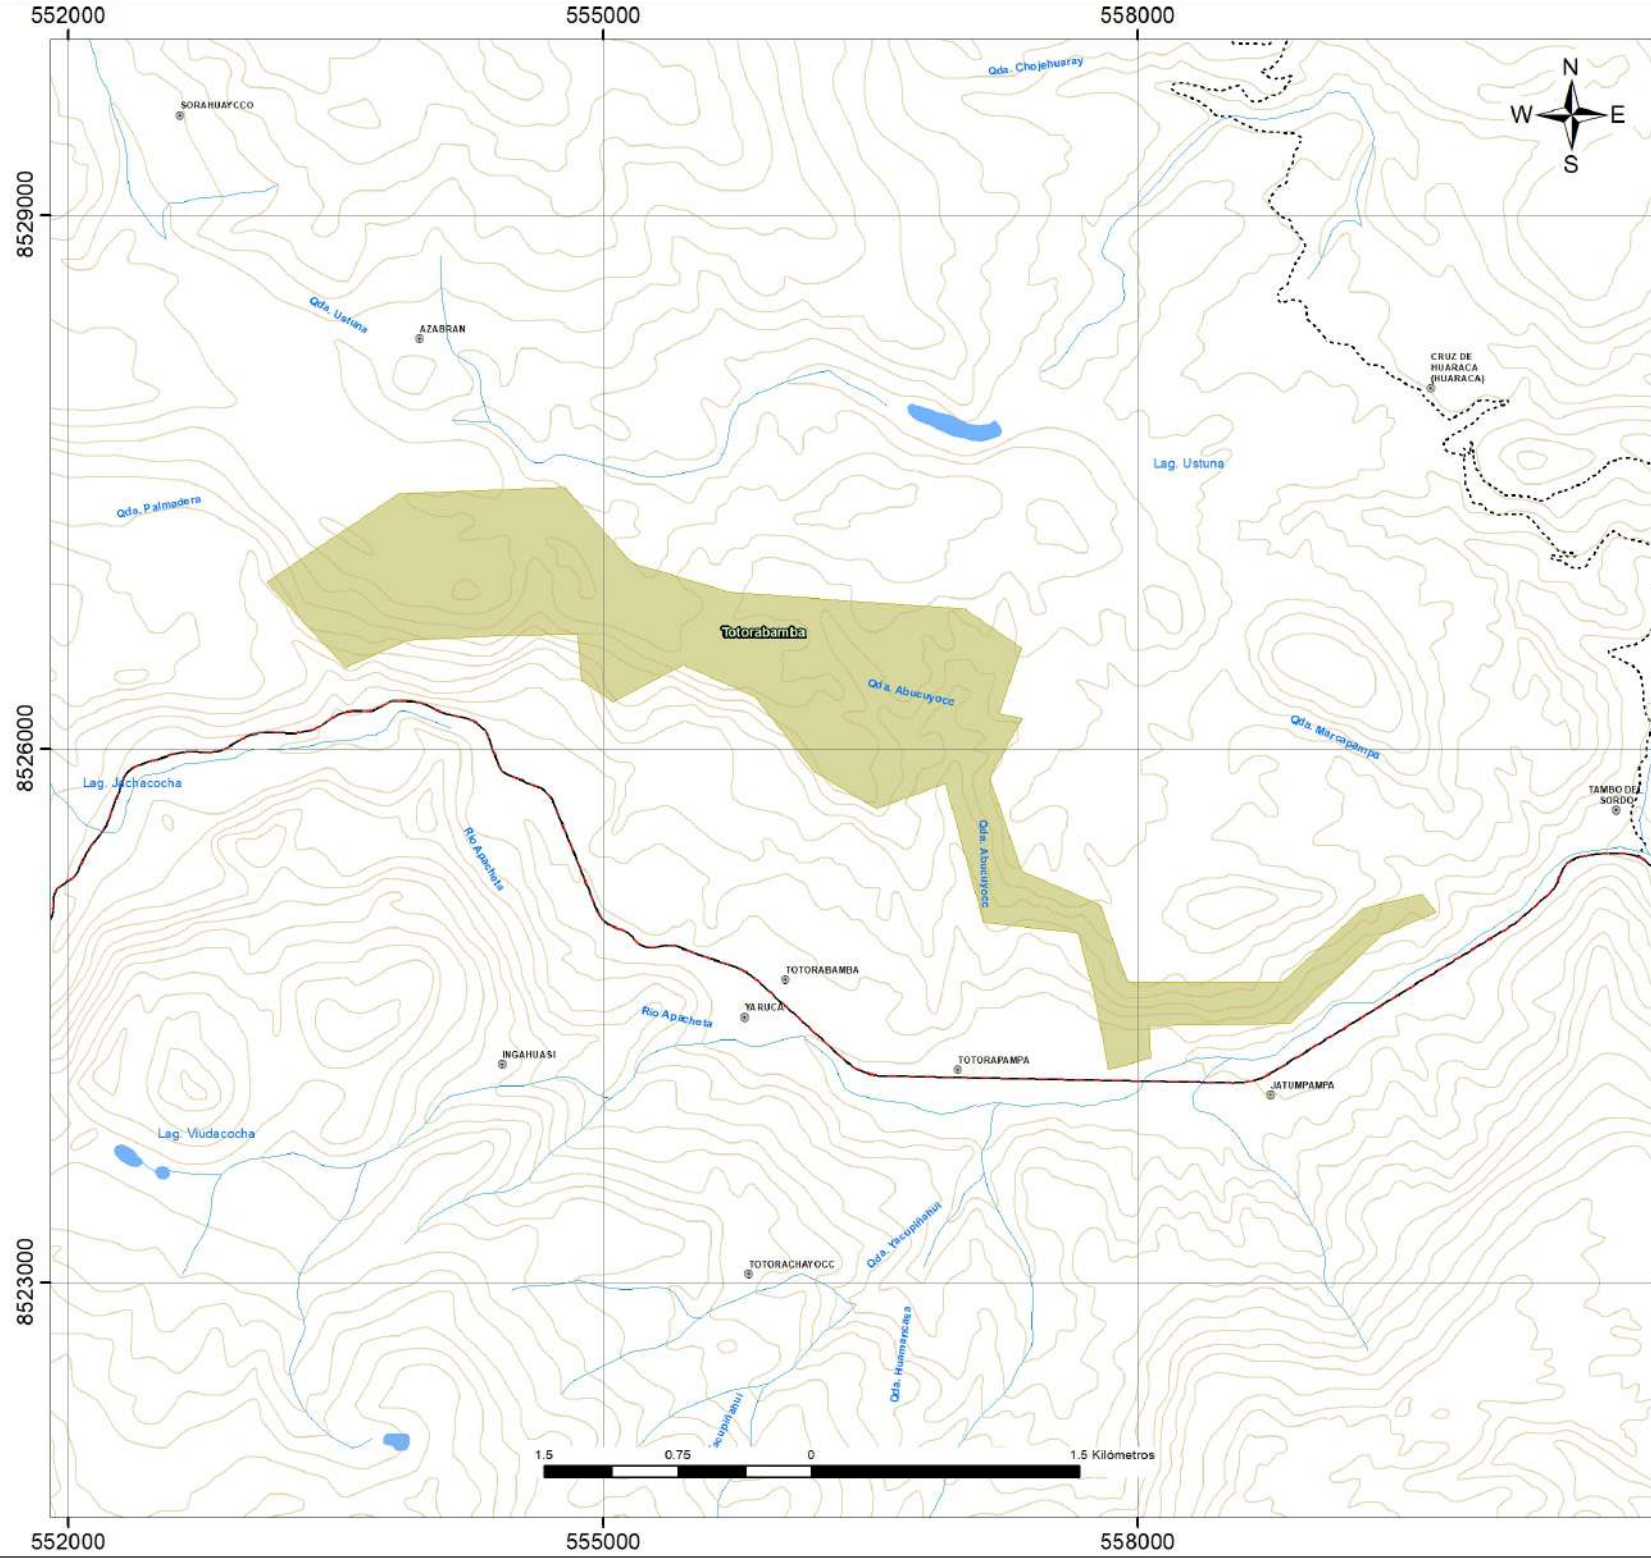 552000 555000 558000
Qda. Chojehuaray
N
W E
S
SORAHUAYCCO
8529000
Qda. Ustuna
AZABRAN
CRUZ DE
HUARACA
(HUARACA)
Lag. Ustuna
Qda. Palmadera
Totorabamba
Qda. Abucuyocc
Qda. Marcapampa
8526000
Lag. Jachacocha
TAMBO DEL
SORDO
Río Apacheta
Qda. Abucuyocc
TOTORABAMBA
YARUCA
Río Apacheta
INGAHUASI
TOTORAPAMPA
JATUMPAMPA
Lag. Viudacocha
Qda. Yacupiñahui
TOTORACHAYOCC
8523000
Qda. Huamancasa
acupiñahui
1.5 0.75 0 1.5 Kilómetros
552000 555000 558000